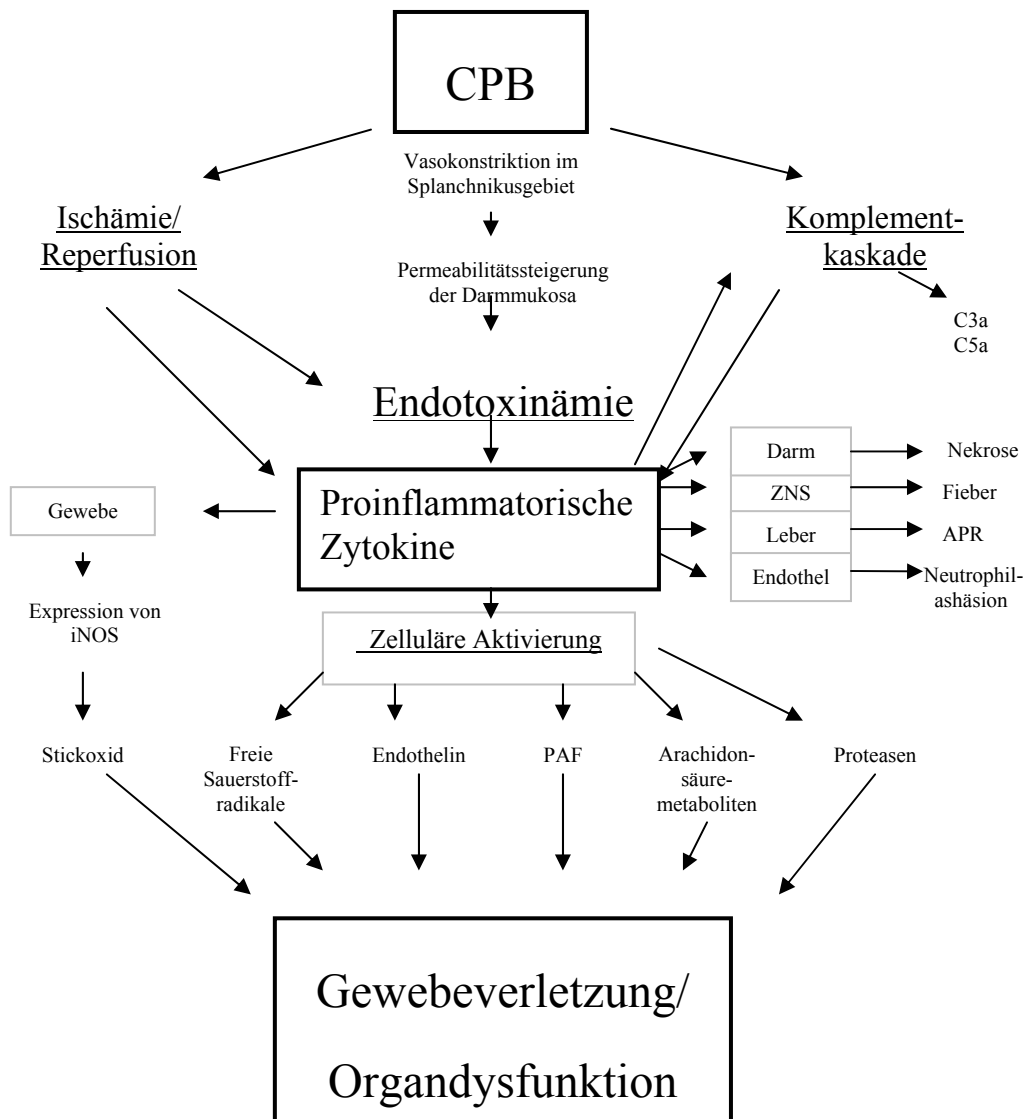 CPB
Vasokonstriktion im
Splanchnikusgebiet
Ischämie/
Reperfusion
Komplement-
kaskade
Permeabilitätssteigerung
der Darmmukosa
C3a
C5a
Endotoxinämie
Proinflammatorische
Zytokine
Darm
Nekrose
ZNS
Fieber
Leber
APR
Endothel
Neutrophil-
ashäsion
Gewebe
Expression von
iNOS
Zelluläre Aktivierung
Stickoxid
Freie
Sauerstoff-
radikale
Endothelin
PAF
Arachidon-
säure-
metaboliten
Proteasen
Gewebeverletzung/
Organdysfunktion